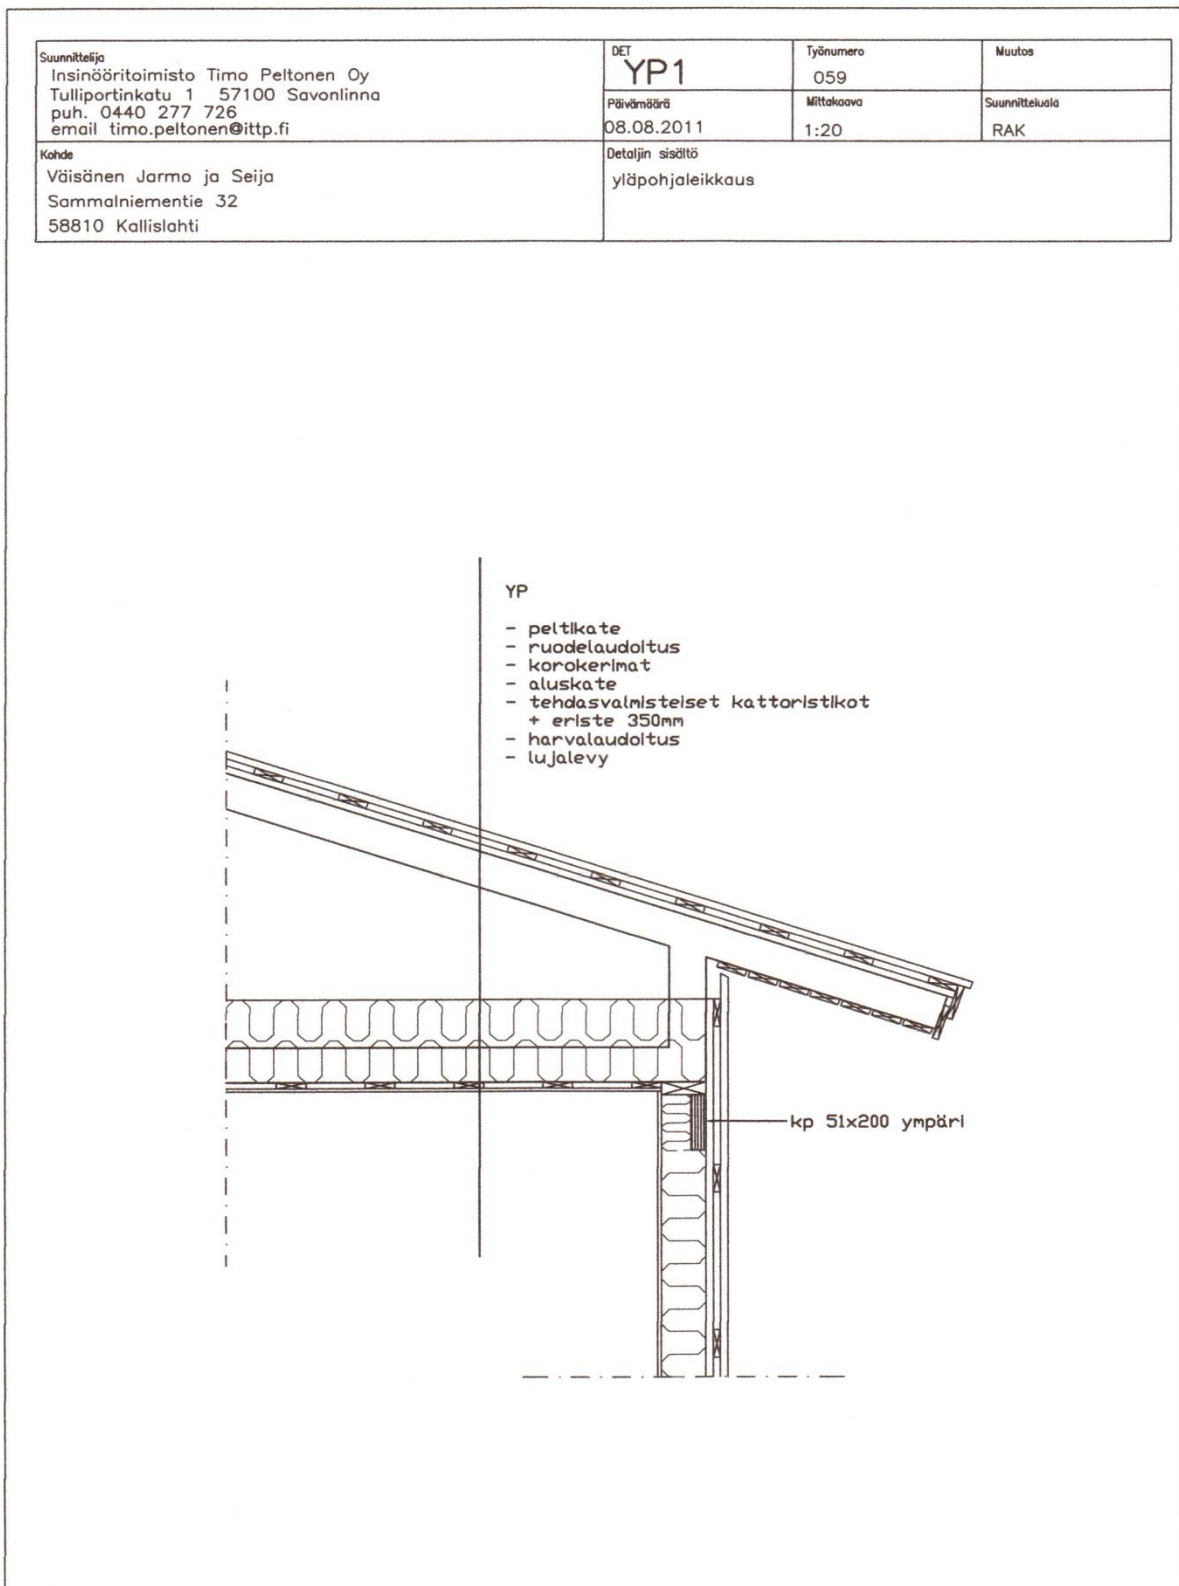 Suunnittelija
Insinööritoimisto Timo Peltonen Oy
Tulliportinkatu 1 57100 Savonlinna
puh. 0440 277 726
email timo.peltonen@ittp.fi
DET
YP1
Työnumero
059
Muutos
Päivämäärä
08.08.2011
Mittakaava
1:20
Suunnitteluala
RAK
Kohde
Väisänen Jarmo ja Seija
Sammalniementie 32
58810 Kallislahti
Detaljin sisältö
yläpohjaleikkaus
YP
- peltikate
- ruodelaudoitus
- korokerimat
- aluskate
- tehdasvalmisteiset kattoristikot
+ eriste 350mm
- harvalaudoitus
- lujalevy
kp 51x200 ympäri